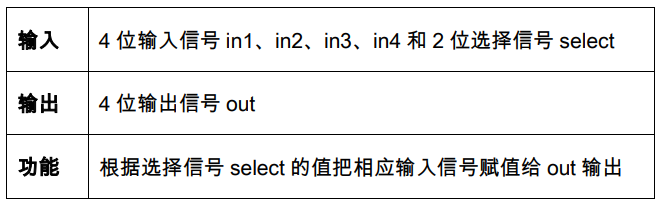 输入 4 位输入信号 in1、in2、in3、in4 和 2 位选择信号 select
输出 4 位输出信号 out
功能 根据选择信号 select 的值把相应输入信号赋值给 out 输出